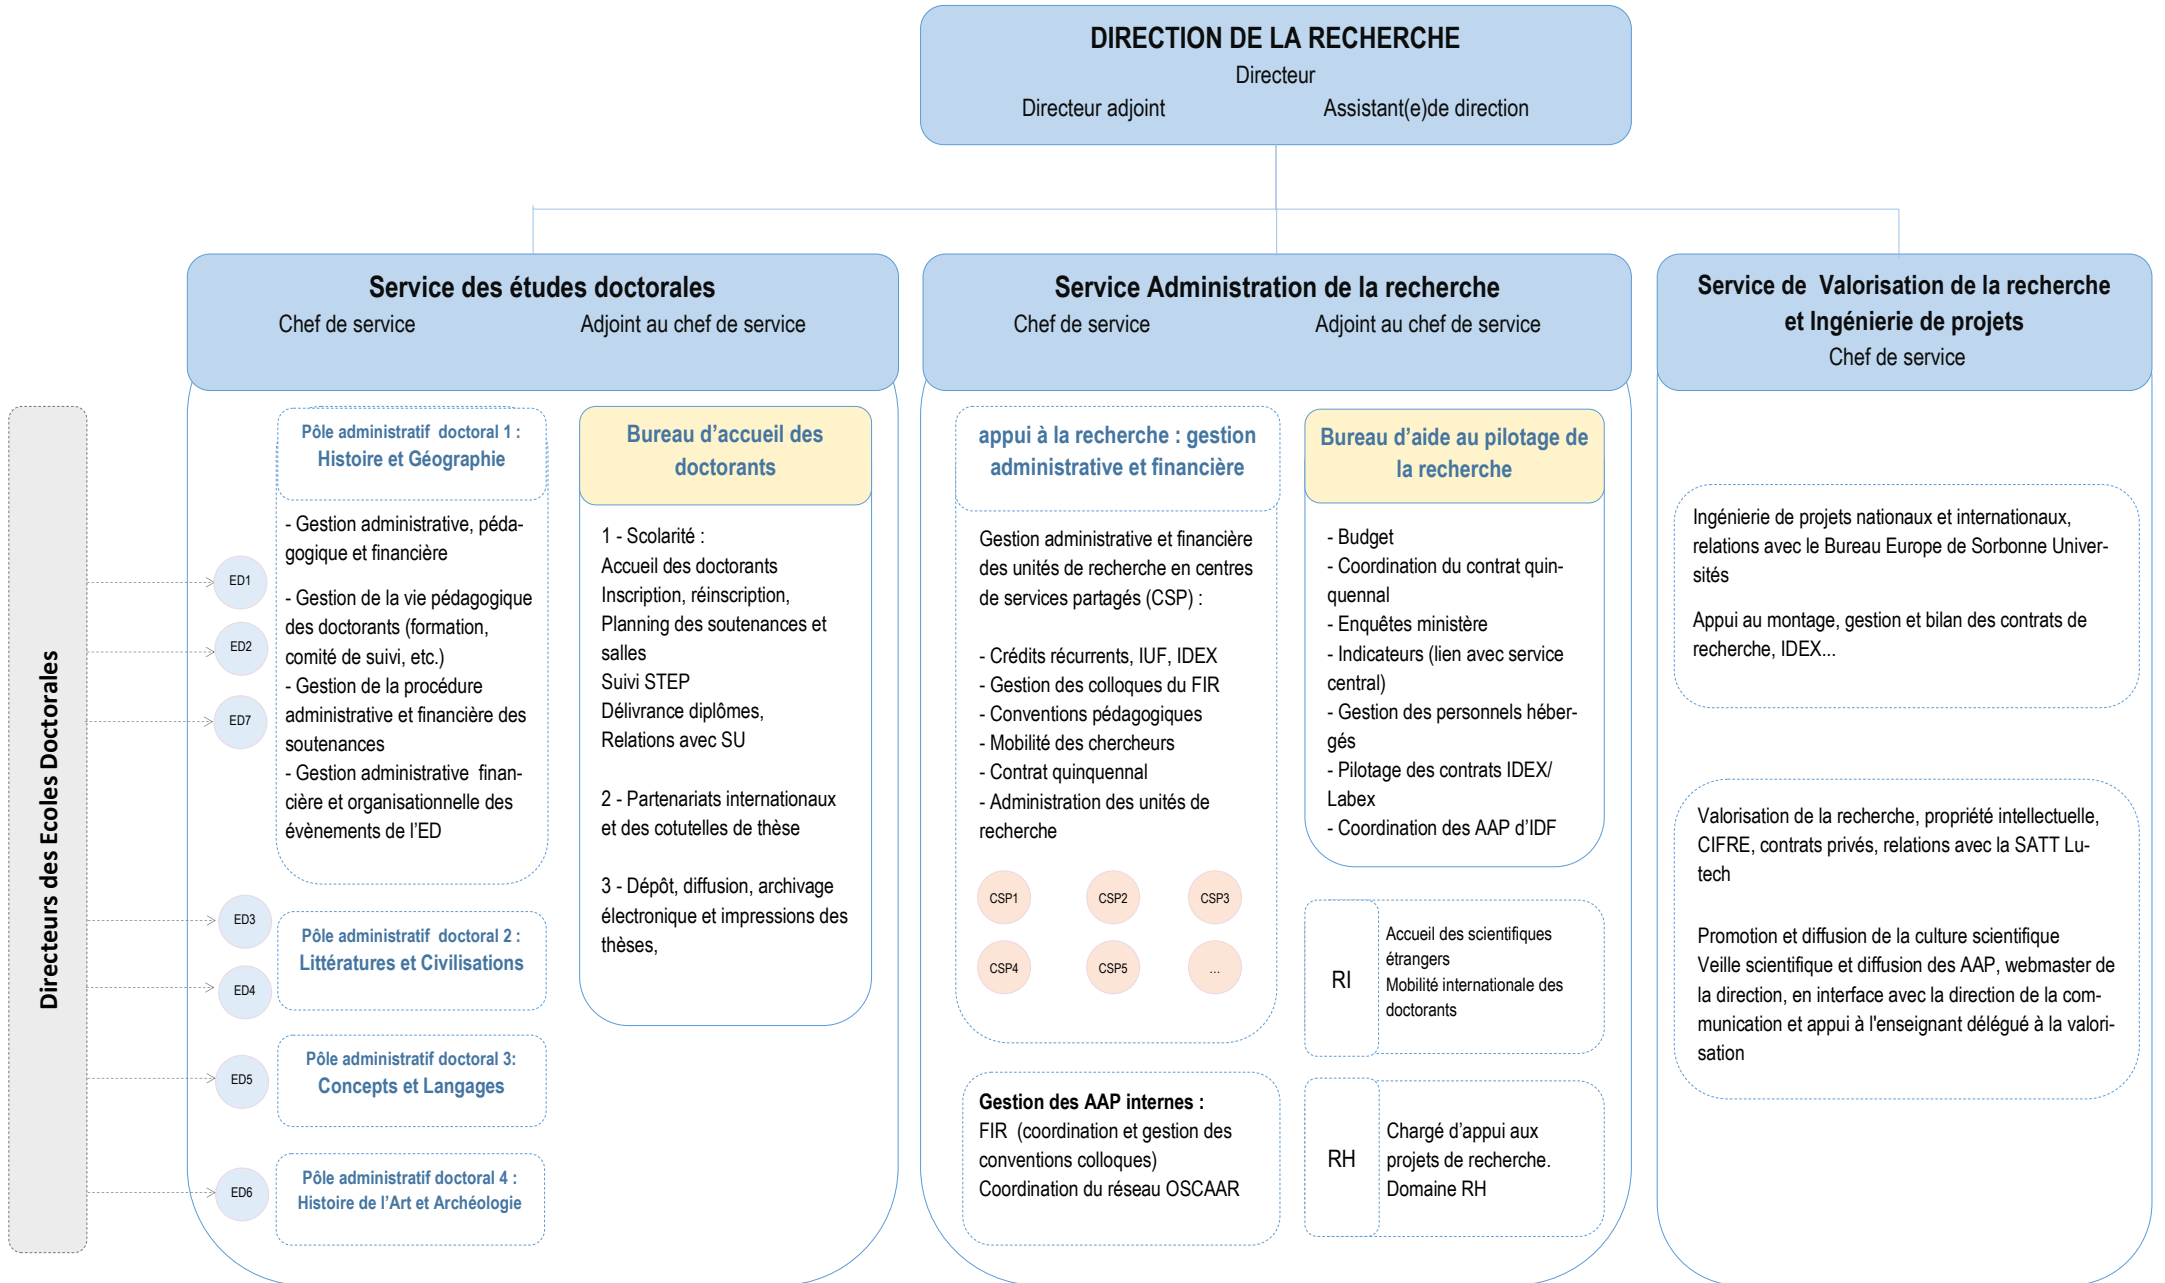 DIRECTION DE LA RECHERCHE
Directeur
Directeur adjoint
Assistant(e)de direction
Service des études doctorales
Chef de service
Adjoint au chef de service
Directeurs des Ecoles Doctorales
Pôle administratif doctoral 1 :
Histoire et Géographie
- Gestion administrative, péda-
gogique et financière
- Gestion de la vie pédagogique
des doctorants (formation,
comité de suivi, etc.)
- Gestion de la procédure
administrative et financière des
soutenances
- Gestion administrative finan-
cière et organisationnelle des
évènements de l'ED
ED1
ED2
ED7
ED3
Pôle administratif doctoral 2 :
Littératures et Civilisations
ED4
ED5
Pôle administratif doctoral 3:
Concepts et Langages
ED6
Pôle administratif doctoral 4 :
Histoire de l'Art et Archéologie
Bureau d'accueil des
doctorants
1 - Scolarité :
Accueil des doctorants
Inscription, réinscription,
Planning des soutenances et
salles
Suivi STEP
Délivrance diplômes,
Relations avec SU
2 - Partenariats internationaux
et des cotutelles de thèse
3 - Dépôt, diffusion, archivage
électronique et impressions des
thèses,
Service Administration de la recherche
Chef de service
Adjoint au chef de service
appui à la recherche : gestion
administrative et financière
Gestion administrative et financière
des unités de recherche en centres
de services partagés (CSP) :
- Crédits récurrents, IUF, IDEX
- Gestion des colloques du FIR
- Conventions pédagogiques
- Mobilité des chercheurs
- Contrat quinquennal
- Administration des unités de
recherche
CSP1
CSP2
CSP3
CSP4
CSP5
...
Gestion des AAP internes :
FIR (coordination et gestion des
conventions colloques)
Coordination du réseau OSCAAR
Bureau d'aide au pilotage de
la recherche
- Budget
- Coordination du contrat quin-
quennal
- Enquêtes ministère
- Indicateurs (lien avec service
central)
- Gestion des personnels héber-
gés
- Pilotage des contrats IDEX/
Labex
- Coordination des AAP d'IDF
RI
Accueil des scientifiques
étrangers
Mobilité internationale des
doctorants
RH
Chargé d'appui aux
projets de recherche.
Domaine RH
Service de Valorisation de la recherche
et Ingénierie de projets
Chef de service
Ingénierie de projets nationaux et internationaux,
relations avec le Bureau Europe de Sorbonne Univer-
sités
Appui au montage, gestion et bilan des contrats de
recherche, IDEX...
Valorisation de la recherche, propriété intellectuelle,
CIFRE, contrats privés, relations avec la SATT Lu-
tech
Promotion et diffusion de la culture scientifique
Veille scientifique et diffusion des AAP, webmaster de
la direction, en interface avec la direction de la com-
munication et appui à l'enseignant délégué à la valori-
sation